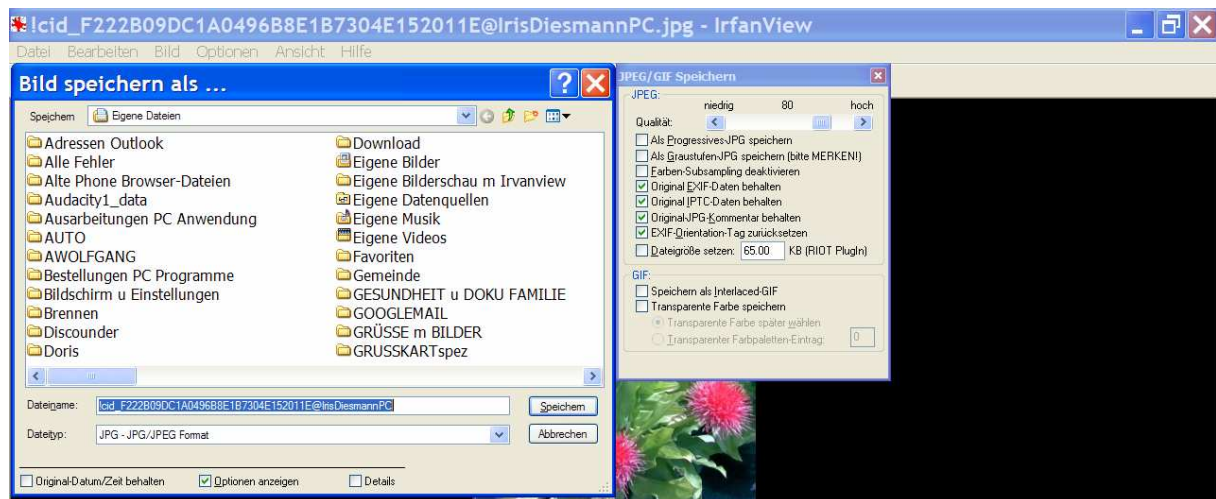 !cid_F222B09DC1A0496B8E1B7304E152011E@IrisDiesmannPC.jpg - IrfanView
Datei Bearbeiten Bild Optionen Ansicht Hilfe
Bild speichern als ...
Speichern
Eigene Dateien
Adressen Outlook
Alle Fehler
Alte Phone Browser-Dateien
Audacity1_data
Ausarbeitungen PC Anwendung
AUTO
AWOLFGANG
Bestellungen PC Programme
Bildschirm u Einstellungen
Brennen
Discounder
Doris
Download
Eigene Bilder
Eigene Bilderschau m Irvanview
Eigene Datenquellen
Eigene Musik
Eigene Videos
Favoriten
Gemeinde
GESUNDHEIT u DOKU FAMILIE
GOOGLEMAIL
GRÜSSE m BILDER
GRUSSKARTspez
Dateiname: !cid_F222B09DC1A0496B8E1B7304E152011E@IrisDiesmannPC Speichern
Dateityp: JPG - JPG/JPEG Format Abbrechen
Original-Datum/Zeit behalten Optionen anzeigen Details
JPEG/GIF Speichern
JPEG:
niedrig 80 hoch
Qualität:
Als Progressives-JPG speichern
Als Graustufen-JPG speichern (bitte MERKEN!)
Farben-Subsampling deaktivieren
Original EXIF-Daten behalten
Original IPTC-Daten behalten
Original-JPG-Kommentar behalten
EXIF-Orientation-Tag zurücksetzen
Dateigröße setzen: 65.00 KB (RIOT PlugIn)
GIF:
Speichern als Interlaced-GIF
Transparente Farbe speichern
Transparente Farbe später wählen
Transparenter Farbpaletten-Eintrag: 0